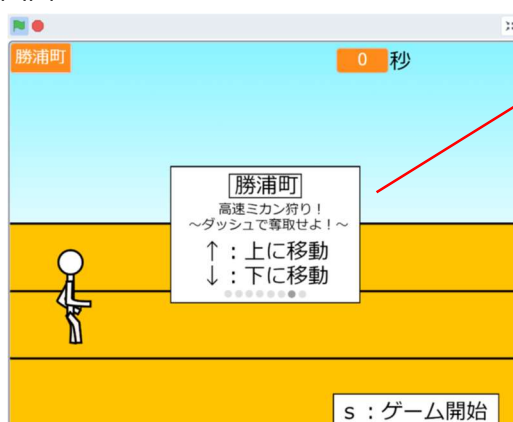 勝浦町
0 秒
勝浦町
高速ミカン狩り！
～ダッシュで奪取せよ！～
↑：上に移動
↓：下に移動
s：ゲーム開始